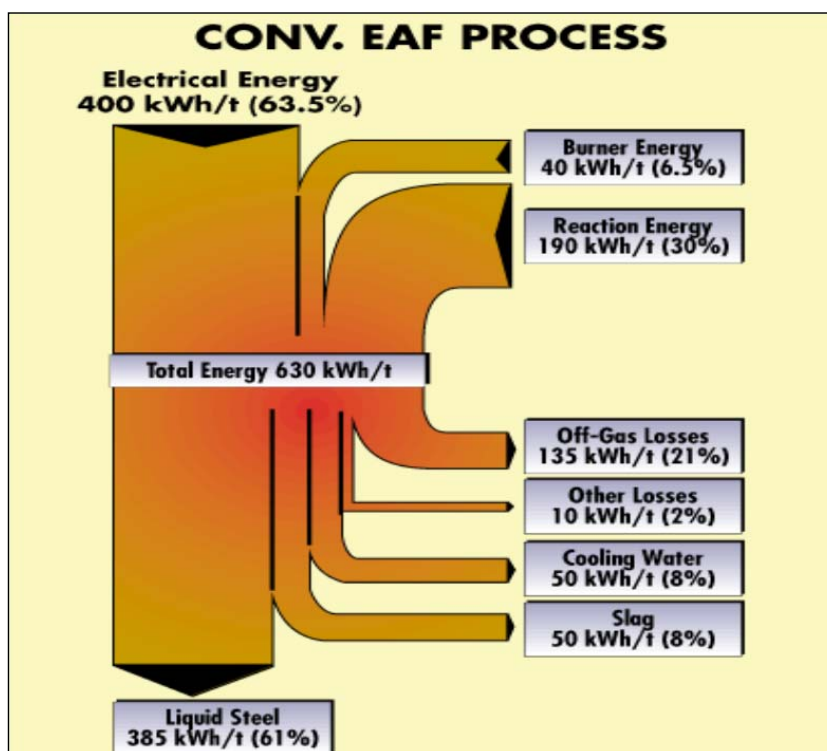 CONV. EAF PROCESS
Electrical Energy
400 kWh/t (63.5%)
Burner Energy
40 kWh/t (6.5%)
Reaction Energy
190 kWh/t (30%)
Total Energy 630 kWh/t
Off-Gas Losses
135 kWh/t (21%)
Other Losses
10 kWh/t (2%)
Cooling Water
50 kWh/t (8%)
Slag
50 kWh/t (8%)
Liquid Steel
385 kWh/t (61%)